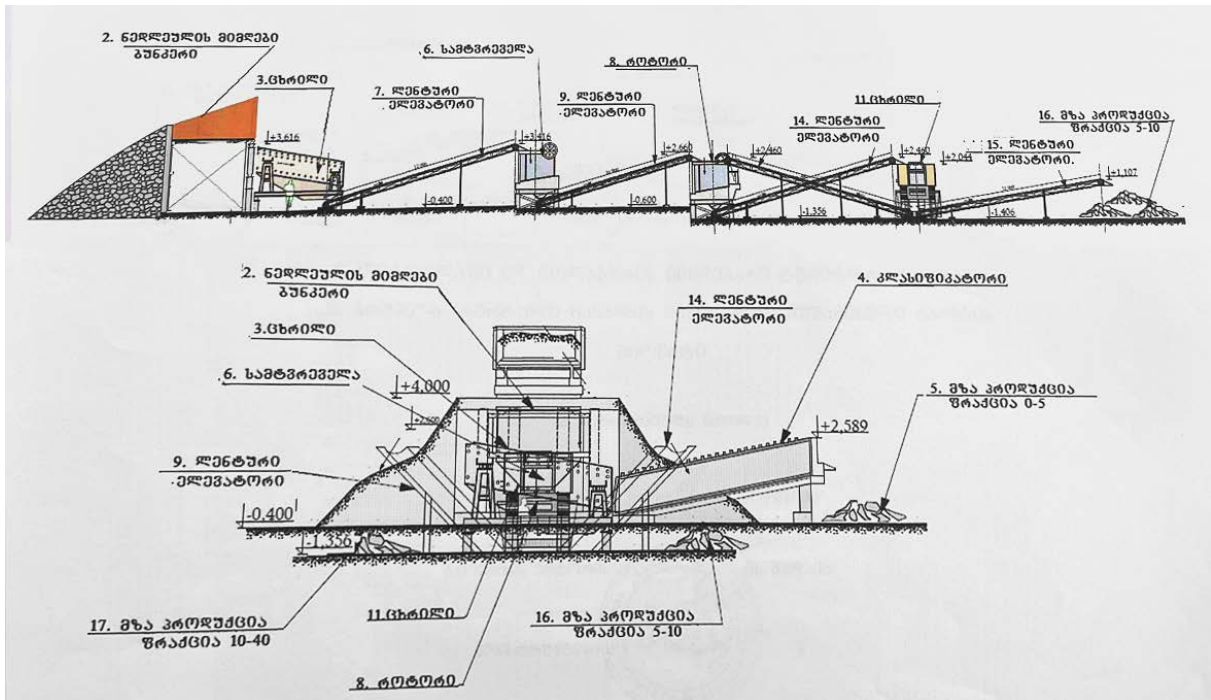 2. ნედლეულის მიმღები
ბუნკერი
3.ცხრილი
7. ლენტური
ელევატორი
6. სამტვრეველა
9. ლენტური
ელევატორი
8. როტორი
14. ლენტური
ელევატორი
11.ცხრილი
15. ლენტური
ელევატორი.
16. მზა პროდუქცია
ფრაქცია 5-10
+3,616
+3,416
+2,660
+2,460
+2,460
+2,044
+1,107
-0.400
-0.600
-1.356
-1.406
2. ნედლეულის მიმღები
ბუნკერი
3.ცხრილი
6. სამტვრეველა
+4,000
9. ლენტური
ელევატორი
14. ლენტური
ელევატორი
4. კლასიფიკატორი
5. მზა პროდუქცია
ფრაქცია 0-5
+2,589
-0.400
-1,356
17. მზა პროდუქცია
ფრაქცია 10-40
11.ცხრილი
8. როტორი
16. მზა პროდუქცია
ფრაქცია 5-10